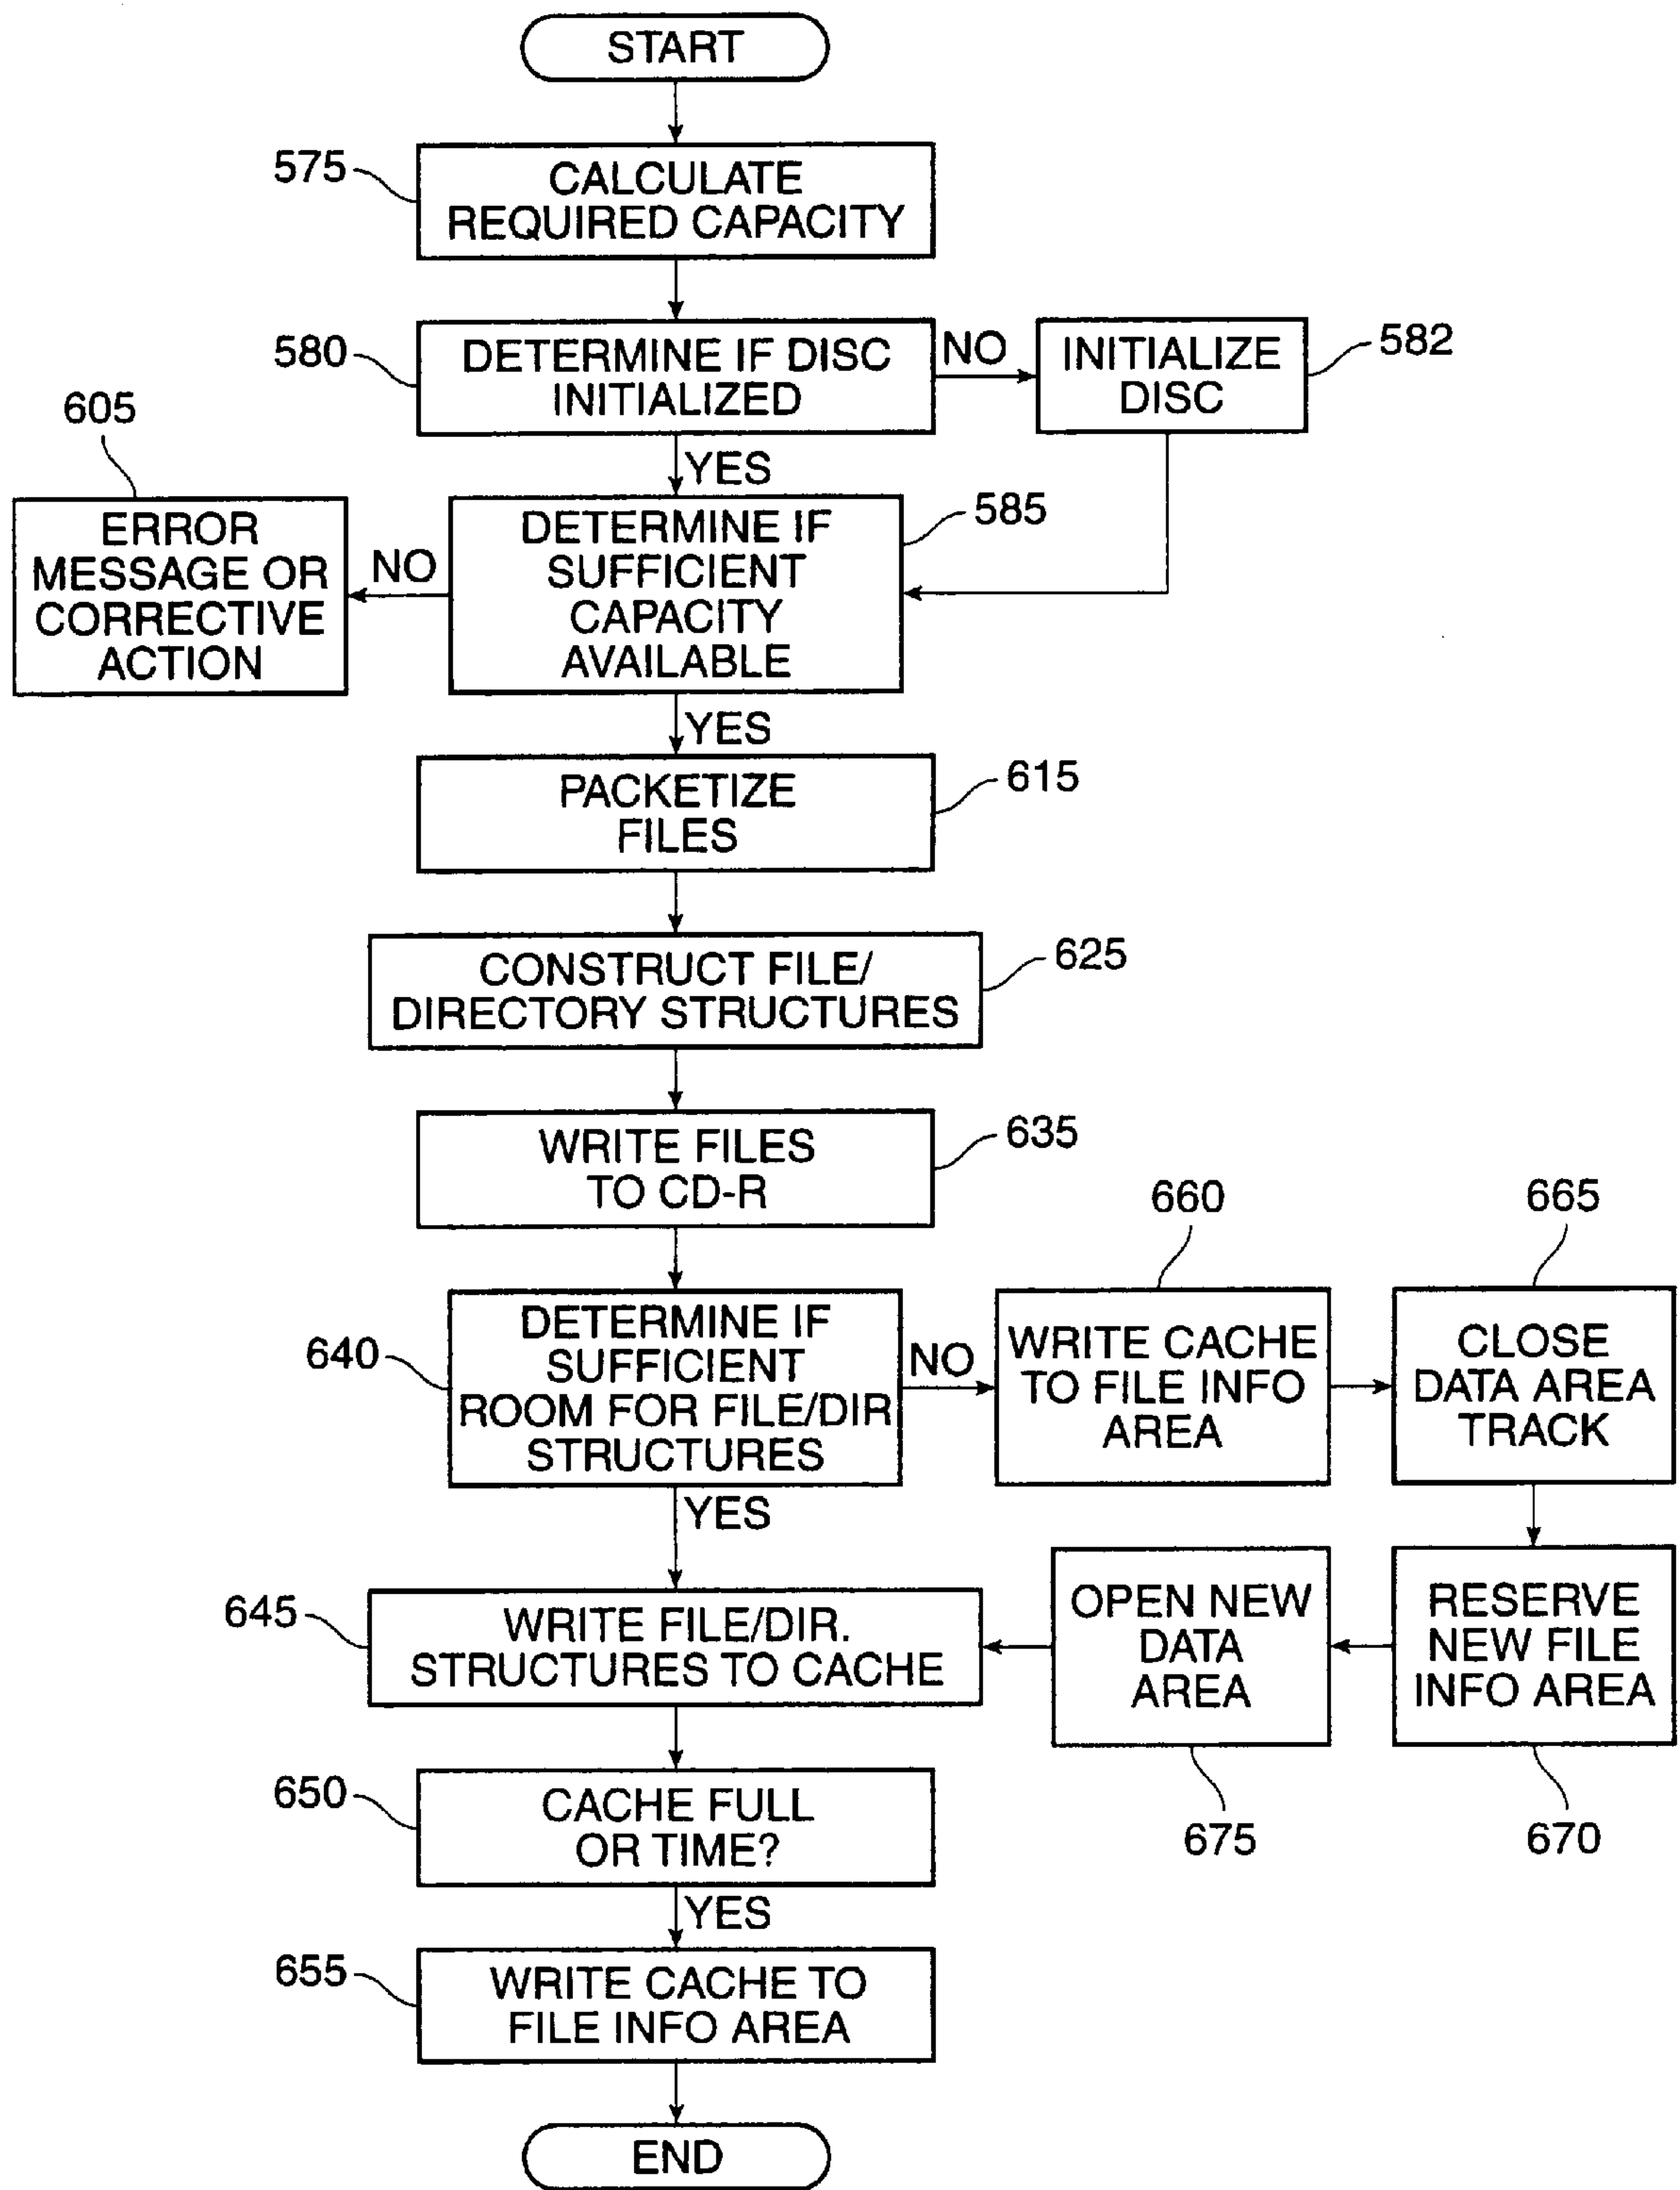 START
575
CALCULATE
REQUIRED CAPACITY
580
DETERMINE IF DISC
INITIALIZED
NO
INITIALIZE
DISC
582
605
YES
ERROR
MESSAGE OR
CORRECTIVE
ACTION
NO
DETERMINE IF
SUFFICIENT
CAPACITY
AVAILABLE
585
YES
PACKETIZE
FILES
615
CONSTRUCT FILE/
DIRECTORY STRUCTURES
625
WRITE FILES
TO CD-R
635
640
DETERMINE IF
SUFFICIENT
ROOM FOR FILE/DIR
STRUCTURES
NO
660
WRITE CACHE
TO FILE INFO
AREA
665
CLOSE
DATA AREA
TRACK
YES
645
WRITE FILE/DIR.
STRUCTURES TO CACHE
OPEN NEW
DATA
AREA
675
RESERVE
NEW FILE
INFO AREA
670
650
CACHE FULL
OR TIME?
YES
655
WRITE CACHE TO
FILE INFO AREA
END